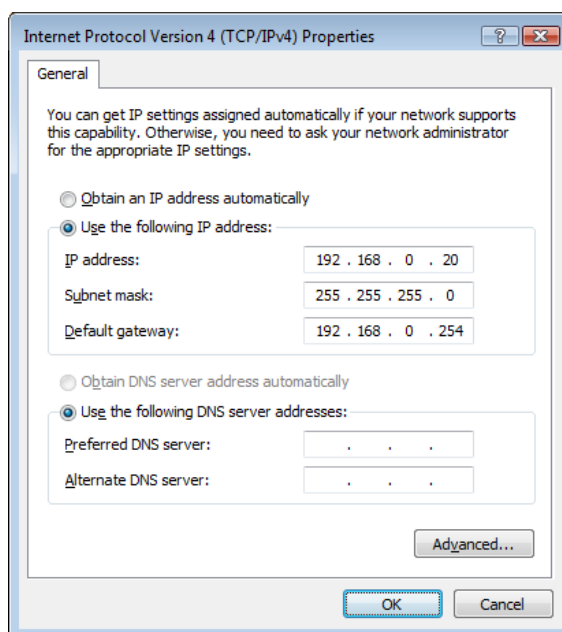 Internet Protocol Version 4 (TCP/IPv4) Properties
General
You can get IP settings assigned automatically if your network supports
this capability. Otherwise, you need to ask your network administrator
for the appropriate IP settings.
Obtain an IP address automatically
Use the following IP address:
IP address: 192 . 168 . 0 . 20
Subnet mask: 255 . 255 . 255 . 0
Default gateway: 192 . 168 . 0 . 254
Obtain DNS server address automatically
Use the following DNS server addresses:
Preferred DNS server: . . .
Alternate DNS server: . . .
Advanced...
OK Cancel